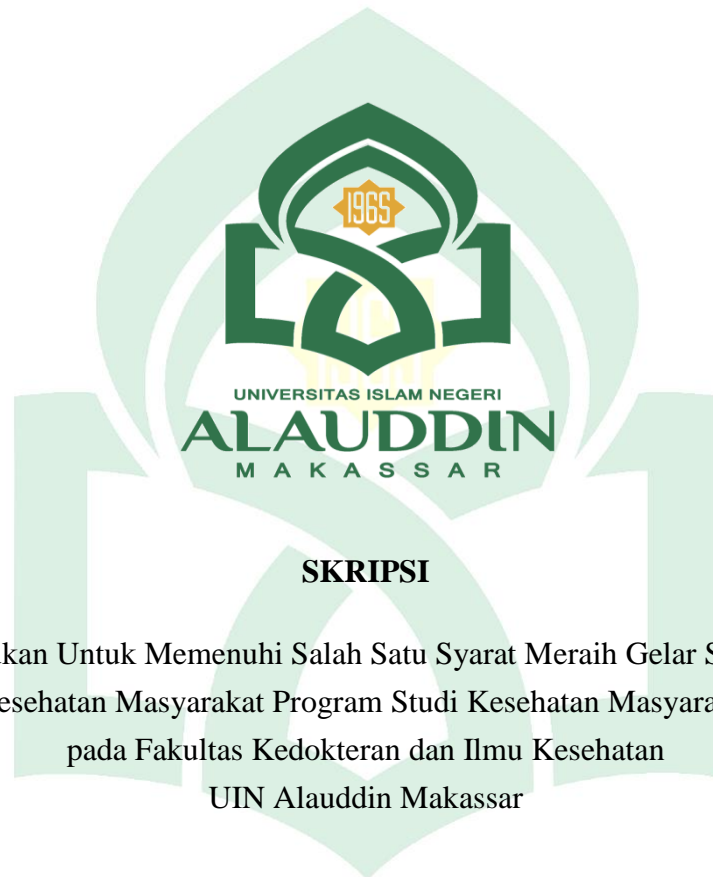 1965
UNIVERSITAS ISLAM NEGERI
ALAUDDIN
MAKASSAR
SKRIPSI
Untuk Memenuhi Salah Satu Syarat Meraih Gelar
Masyarakat Program Studi Kesehatan
pada Fakultas Kedokteran dan Ilmu Kesehatan
UIN Alauddin Makassar